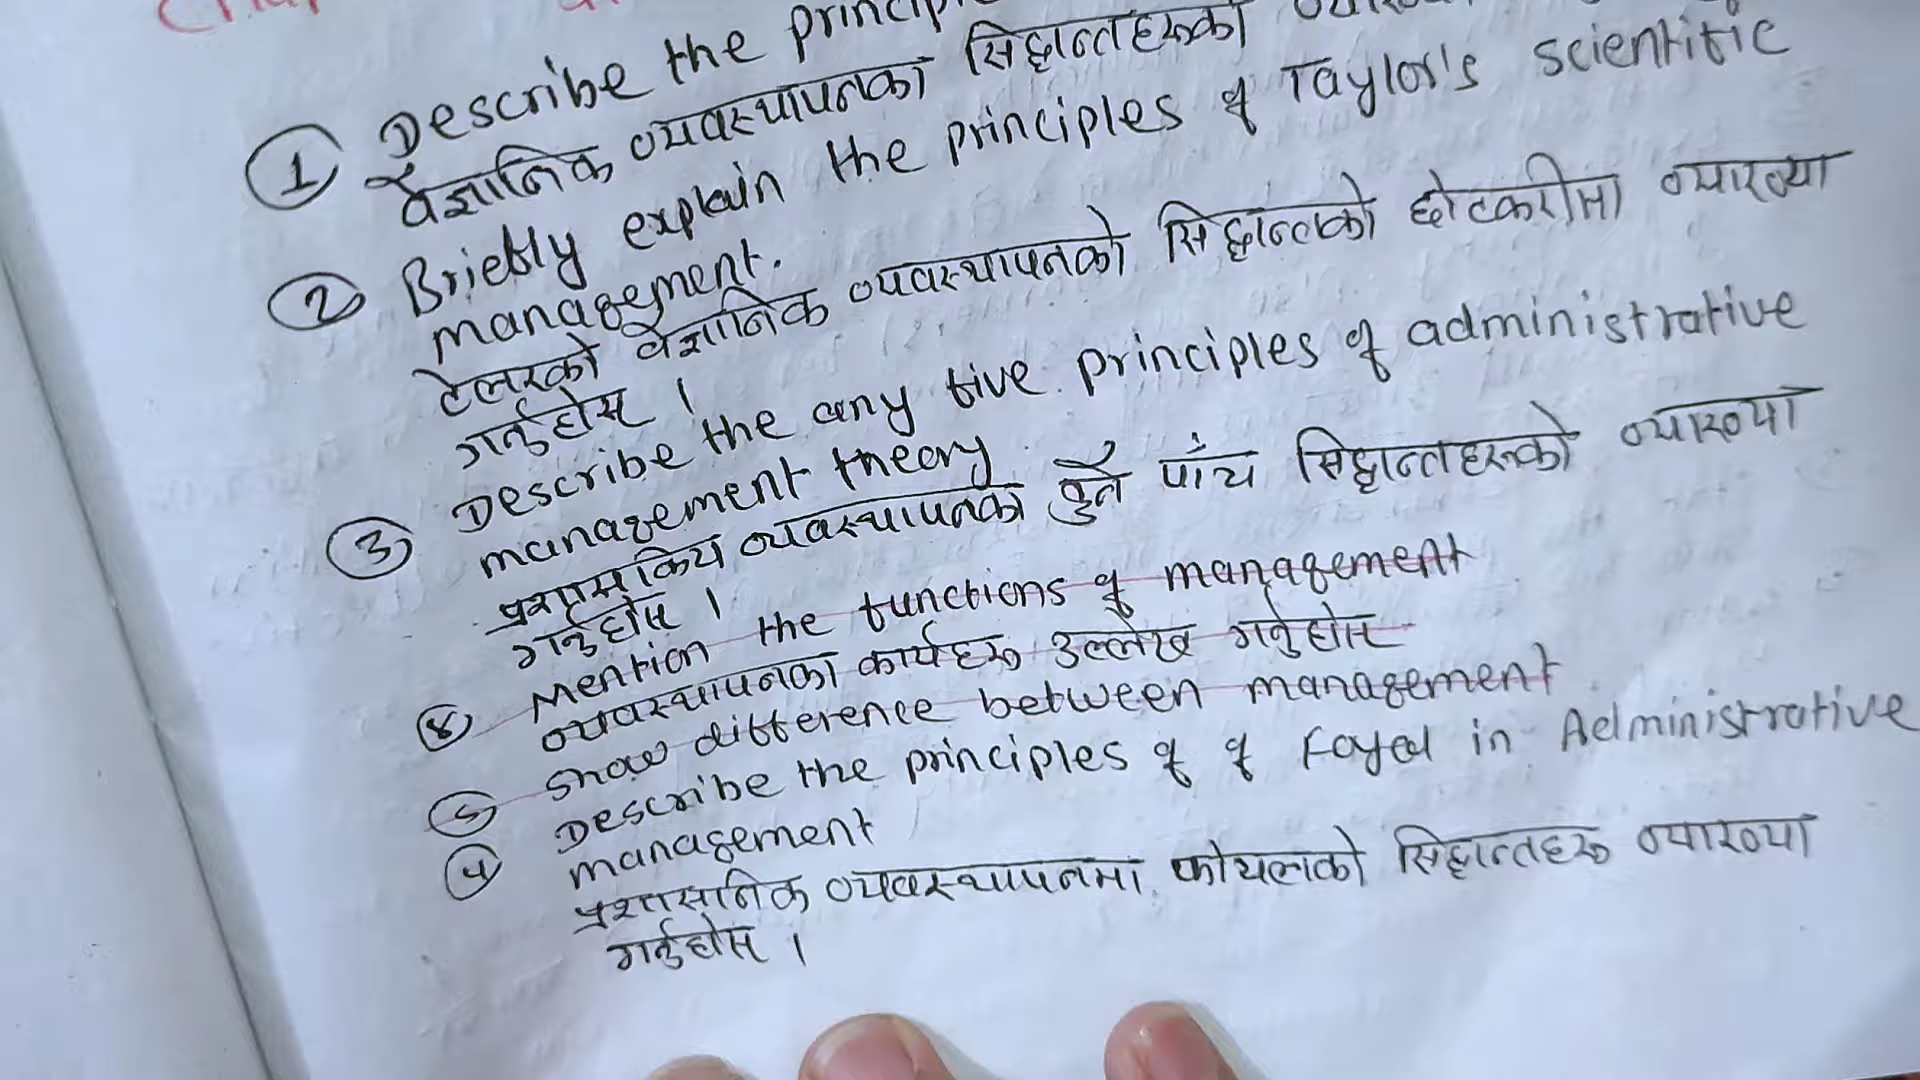 ① Describe the
वैज्ञानिक व्यवस्थापनका सिद्धान्तहरूको
② Briefly explain the principles of Taylor's scientific
management.
टेलरको वैज्ञानिक व्यवस्थापनको सिद्धान्तको छोटकरीमा व्याख्या
गर्नुहोस् ।
③ Describe the any five principles of administrative
management theory
प्रशासकिय व्यवस्थापनका कुनै पाँच सिद्धान्तहरूको व्याख्या
गर्नुहोस ।
④ Mention the functions of management
व्यवस्थापनका कार्यहरू उल्लेख गर्नुहोस
⑤ Show difference between management
Describe the principles of of Foyal in Administrative
management
प्रशासनिक व्यवस्थापनमा फोयलको सिद्धान्तहरू व्याख्या
गर्नुहोस ।